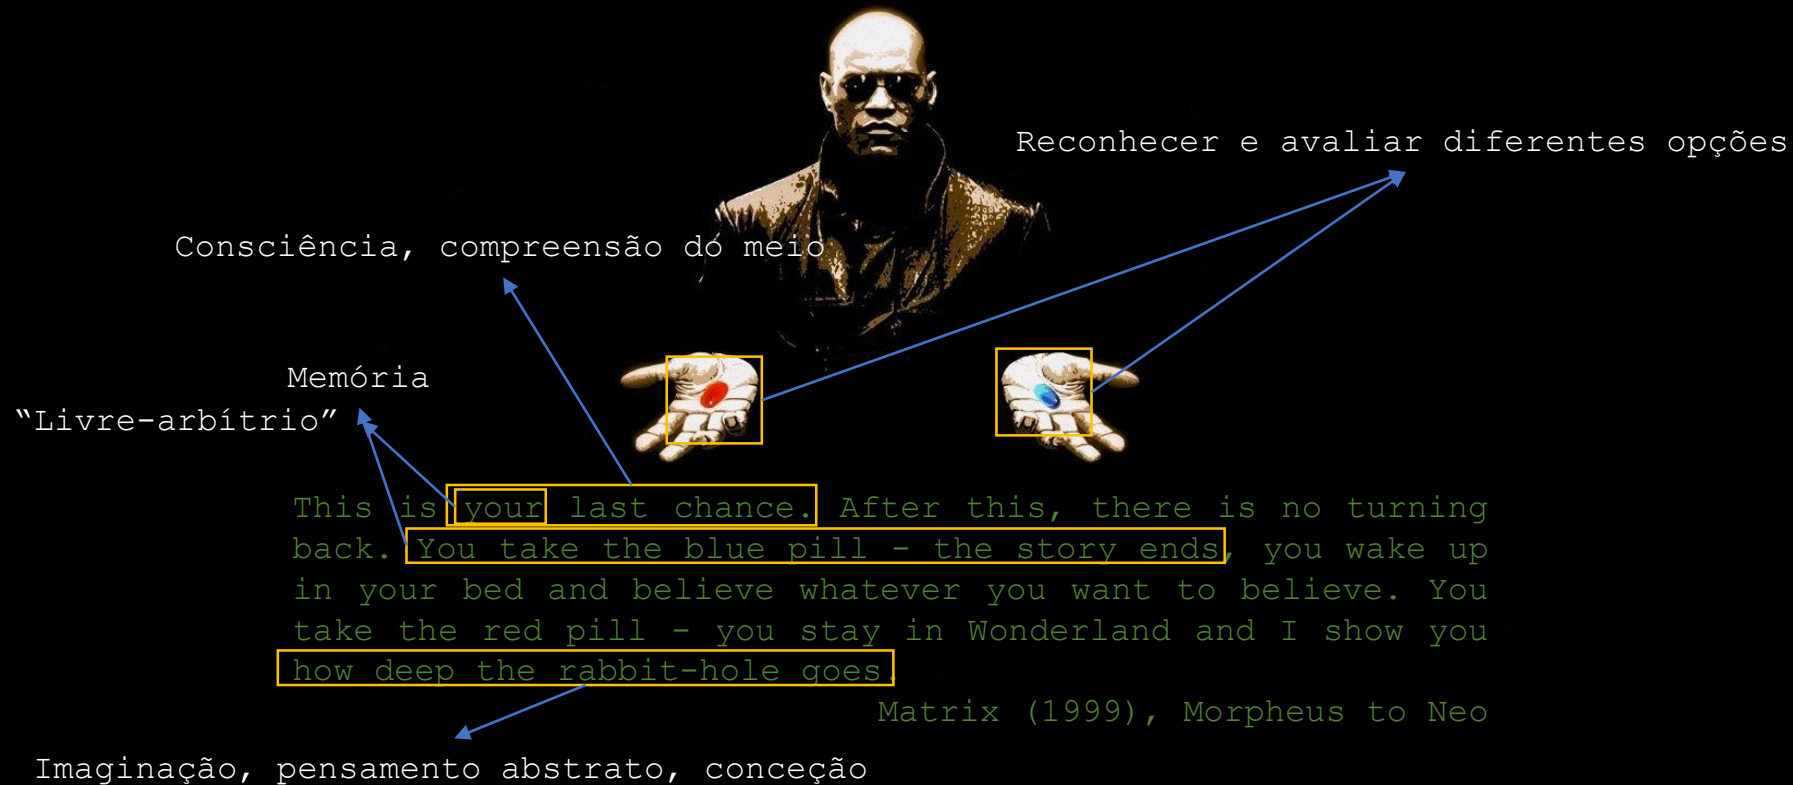 Reconhecer e avaliar diferentes opções
Consciência, compreensão do meio
Memória
“Livre-arbítrio”
This is your last chance. After this, there is no turning
back. You take the blue pill - the story ends, you wake up
in your bed and believe whatever you want to believe. You
take the red pill - you stay in Wonderland and I show you
how deep the rabbit-hole goes.
Matrix (1999), Morpheus to Neo
Imaginação, pensamento abstrato, conceção